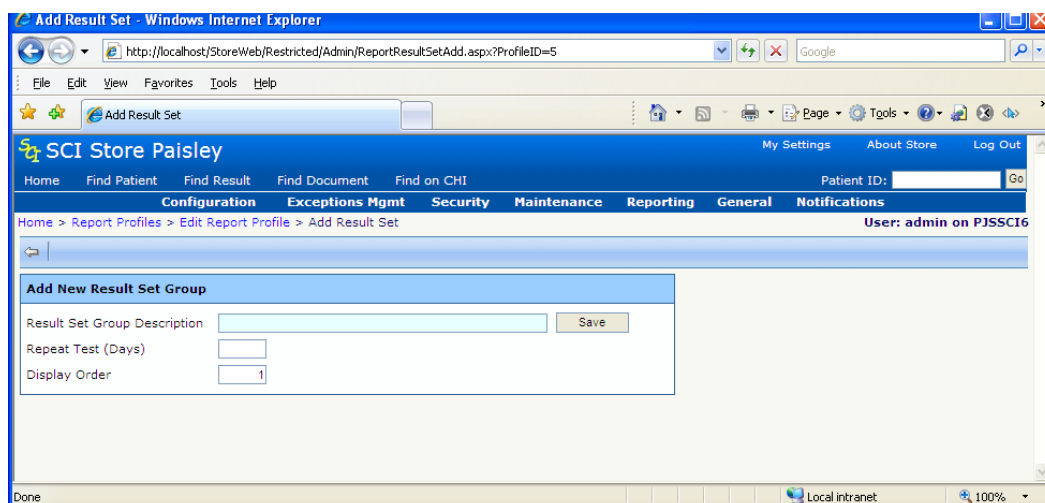 Add Result Set - Windows Internet Explorer
http://localhost/StoreWeb/Restricted/Admin/ReportResultSetAdd.aspx?ProfileID=5
Google
File Edit View Favorites Tools Help
Add Result Set
Page Tools
SCI Store Paisley
My Settings About Store Log Out
Home Find Patient Find Result Find Document Find on CHI
Patient ID: Go
Configuration Exceptions Mgmt Security Maintenance Reporting General Notifications
Home > Report Profiles > Edit Report Profile > Add Result Set
User: admin on PJSSCI6
Add New Result Set Group
Result Set Group Description Save
Repeat Test (Days)
Display Order 1
Done Local intranet 100%